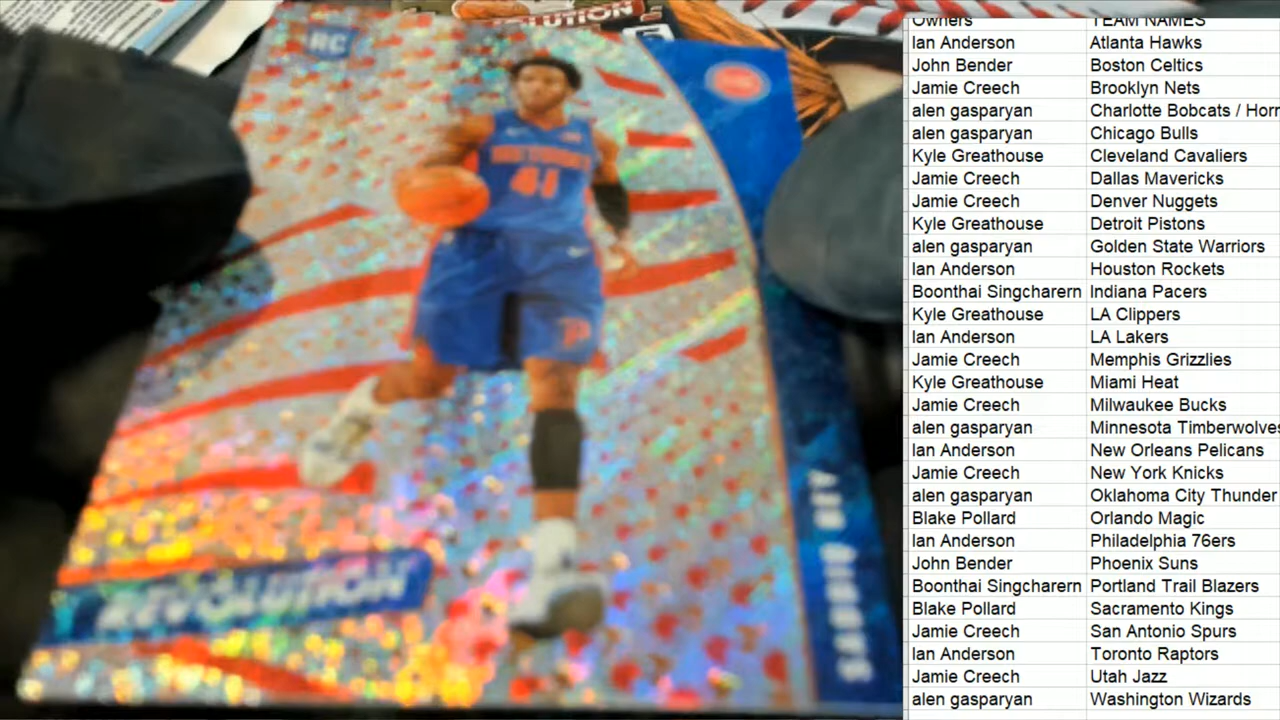 RC
DETROIT
41
REVOLUTION
SADDIQ BEY
Owners TEAM NAMES
Ian Anderson Atlanta Hawks
John Bender Boston Celtics
Jamie Creech Brooklyn Nets
alen gasparyan Charlotte Bobcats / Horr
alen gasparyan Chicago Bulls
Kyle Greathouse Cleveland Cavaliers
Jamie Creech Dallas Mavericks
Jamie Creech Denver Nuggets
Kyle Greathouse Detroit Pistons
alen gasparyan Golden State Warriors
Ian Anderson Houston Rockets
Boonthai Singcharern Indiana Pacers
Kyle Greathouse LA Clippers
Ian Anderson LA Lakers
Jamie Creech Memphis Grizzlies
Kyle Greathouse Miami Heat
Jamie Creech Milwaukee Bucks
alen gasparyan Minnesota Timberwolves
Ian Anderson New Orleans Pelicans
Jamie Creech New York Knicks
alen gasparyan Oklahoma City Thunder
Blake Pollard Orlando Magic
Ian Anderson Philadelphia 76ers
John Bender Phoenix Suns
Boonthai Singcharern Portland Trail Blazers
Blake Pollard Sacramento Kings
Jamie Creech San Antonio Spurs
Ian Anderson Toronto Raptors
Jamie Creech Utah Jazz
alen gasparyan Washington Wizards